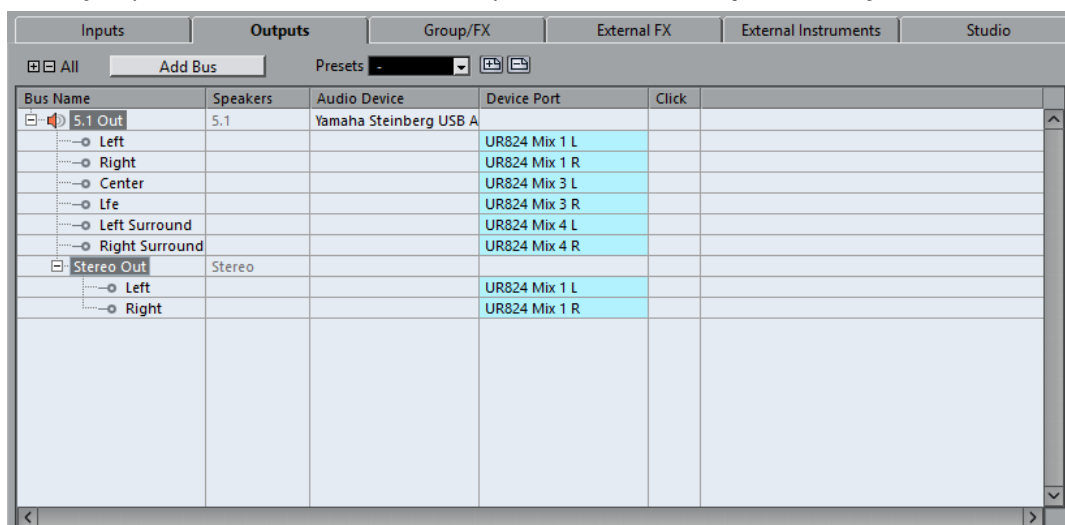 Inputs Outputs Group/FX External FX External Instruments Studio
All Add Bus Presets -
Bus Name Speakers Audio Device Device Port Click
5.1 Out 5.1 Yamaha Steinberg USB A
Left UR824 Mix 1 L
Right UR824 Mix 1 R
Center UR824 Mix 3 L
Lfe UR824 Mix 3 R
Left Surround UR824 Mix 4 L
Right Surround UR824 Mix 4 R
Stereo Out Stereo
Left UR824 Mix 1 L
Right UR824 Mix 1 R